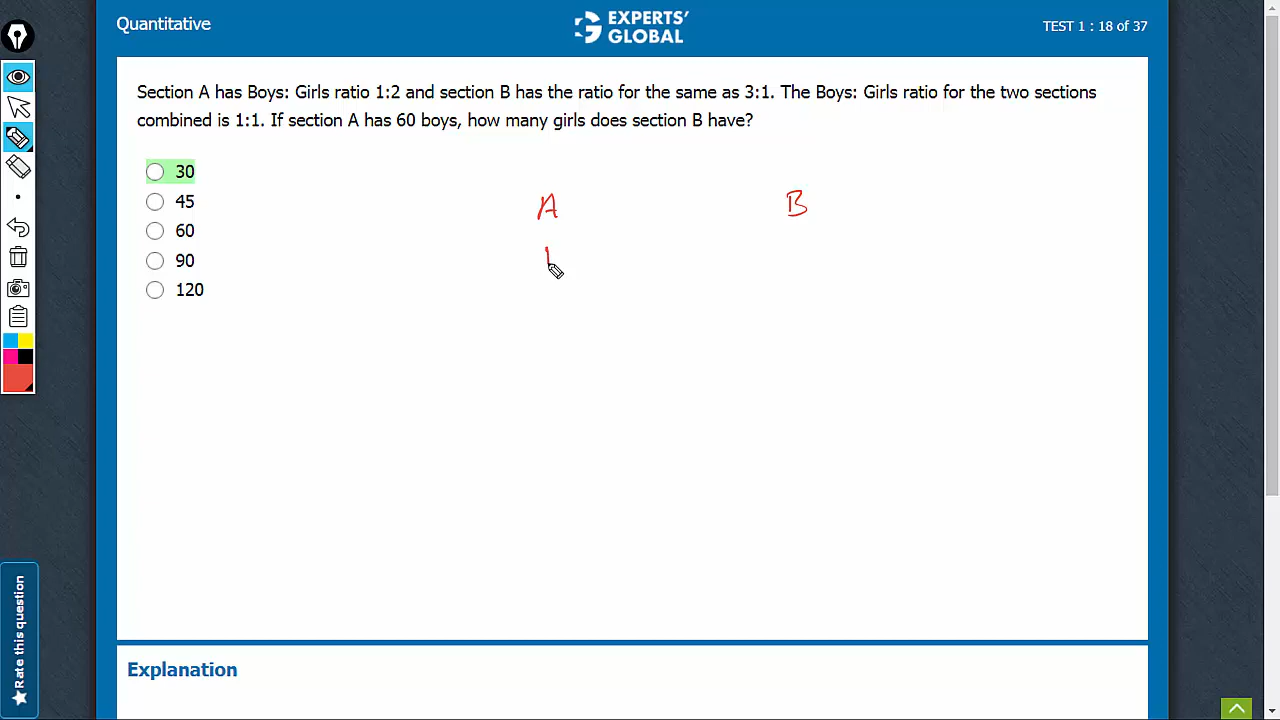 Quantitative
EXPERTS'
GLOBAL
TEST 1 : 18 of 37
Section A has Boys: Girls ratio 1:2 and section B has the ratio for the same as 3:1. The Boys: Girls ratio for the two sections
combined is 1:1. If section A has 60 boys, how many girls does section B have?
30
45
60
90
120
A
B
Rate this question
Explanation